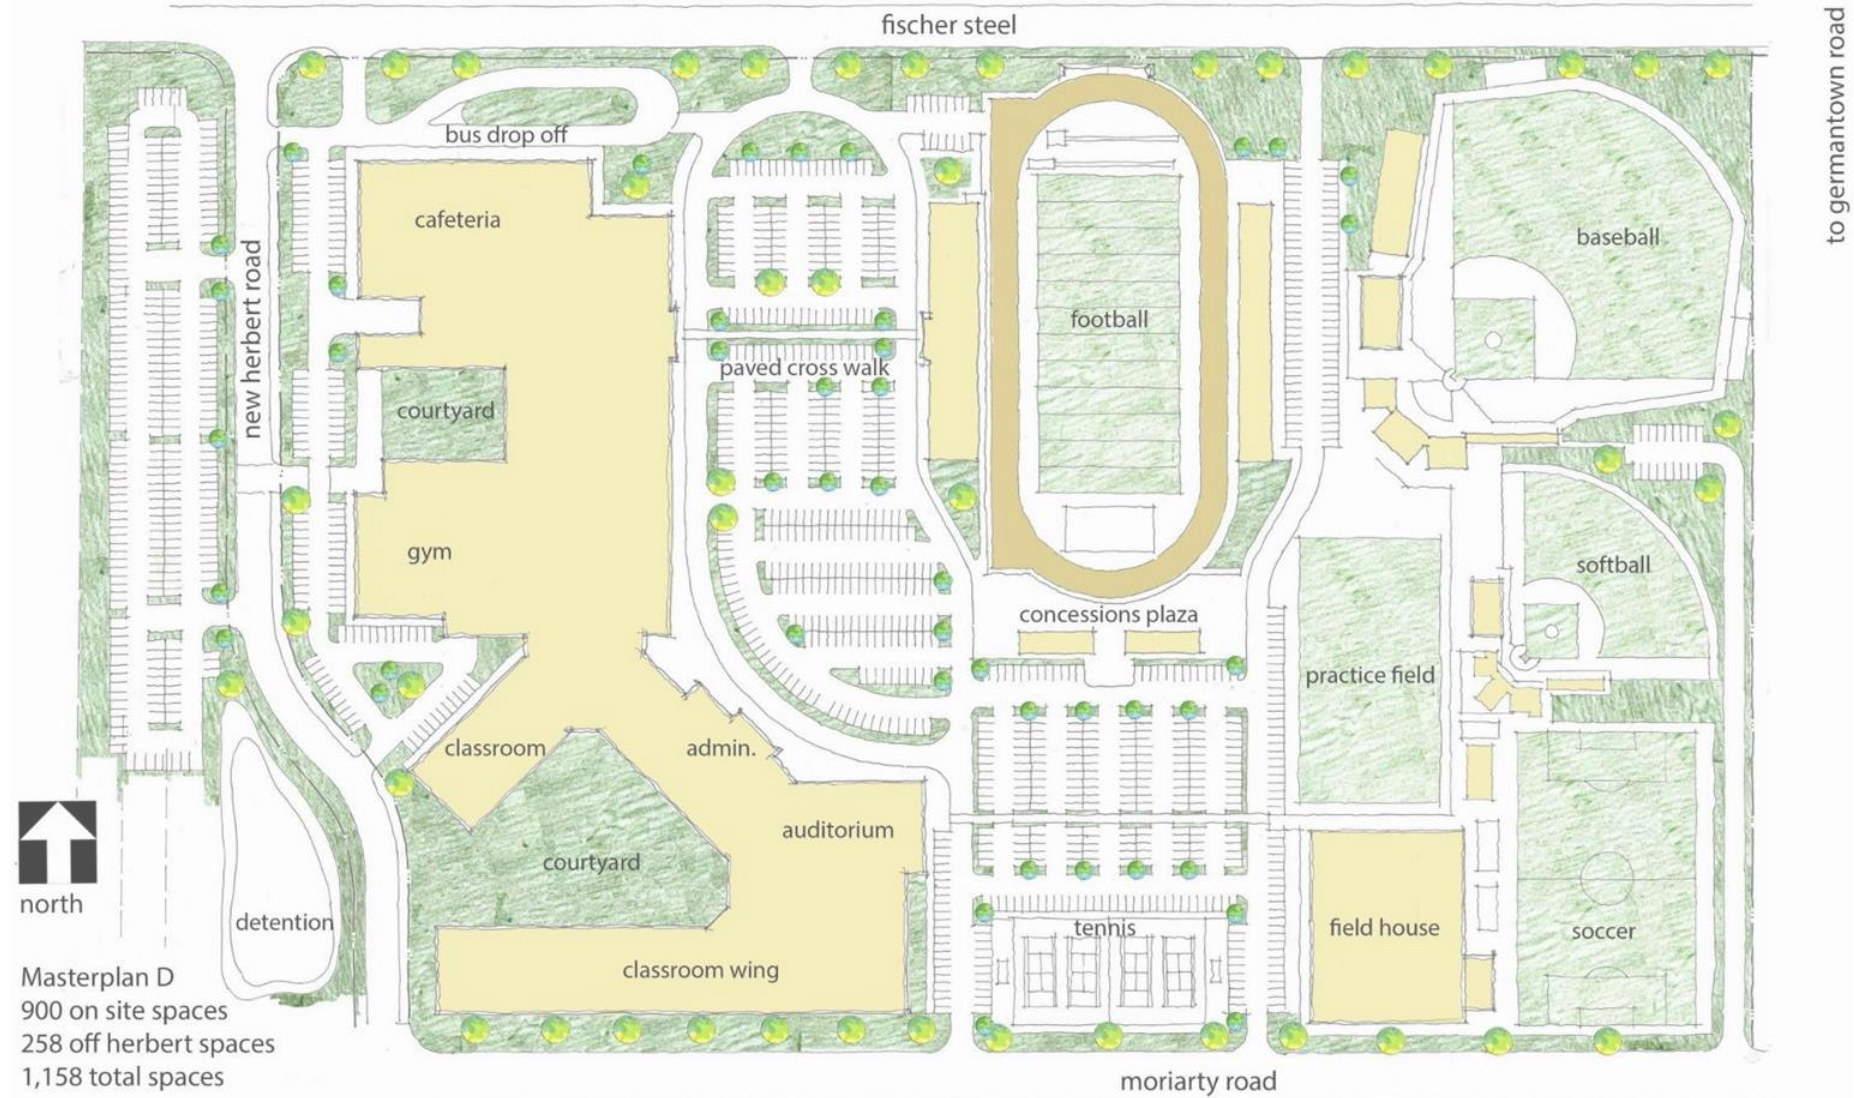 fischer steel
to germantown road
bus drop off
cafeteria
baseball
new herbert road
football
paved cross walk
courtyard
gym
softball
concessions plaza
practice field
classroom
admin.
auditorium
courtyard
north
detention
tennis
field house
soccer
classroom wing
Masterplan D
900 on site spaces
258 off herbert spaces
1,158 total spaces
moriarty road